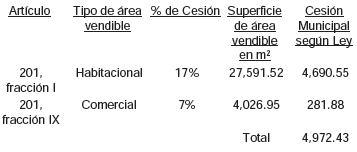 Artículo Tipo de área vendible % de Cesión Superficie de área vendible en m² Cesión Municipal según Ley
201, fracción I Habitacional 17% 27,591.52 4,690.55
201, fracción IX Comercial 7% 4,026.95 281.88
Total 4,972.43